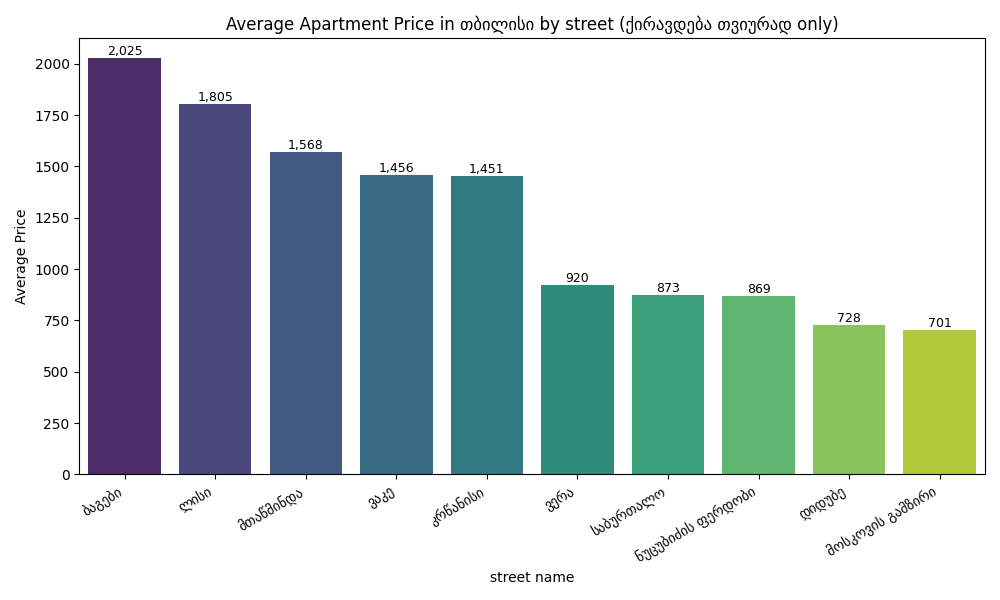 Average Apartment Price in თბილისი by street (ქირავდება თვიურად only)
2,025
1,805
1,568
1,456
1,451
920
873
869
728
701
Average Price
2000
1750
1500
1250
1000
750
500
250
0
ბაგები
ლისი
მთაწმინდა
ვაკე
კრწანისი
ვერა
საბურთალო
ნუცუბიძის ფერდობი
დიდუბე
მოსკოვის გამზირი
street name